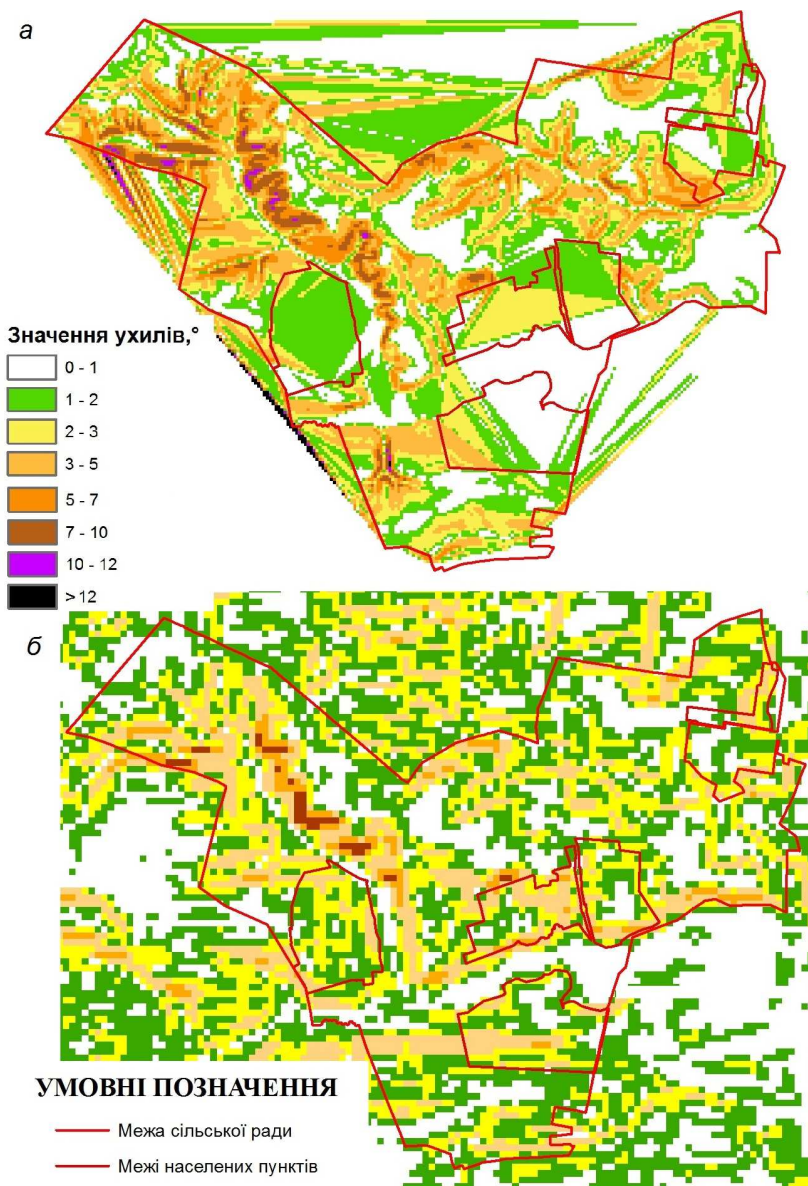 а
Значення ухилів,°
0 - 1
1 - 2
2 - 3
3 - 5
5 - 7
7 - 10
10 - 12
>12
б
УМОВНІ ПОЗНАЧЕННЯ
Межа сільської ради
Межі населених пунктів